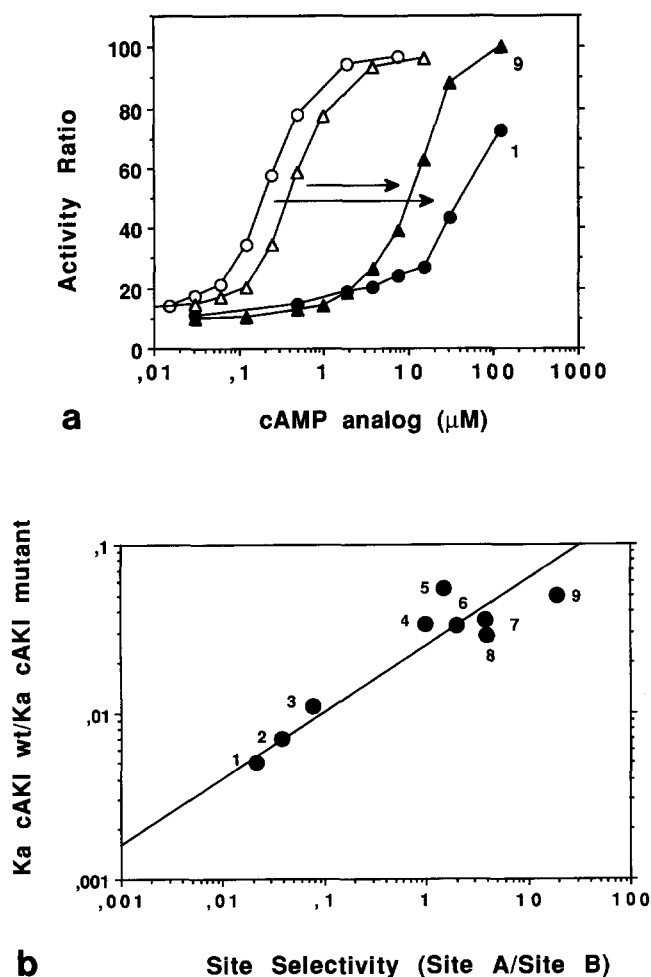 100
80
60
40
20
0
Activity Ratio
9
1
,01 ,1 1 10 100 1000
cAMP analog (µM)
a
,1
,01
,001
Ka cAKI wt/Ka cAKI mutant
5
6
9
4
7
8
3
2
1
,001 ,01 ,1 1 10 100
Site Selectivity (Site A/Site B)
b